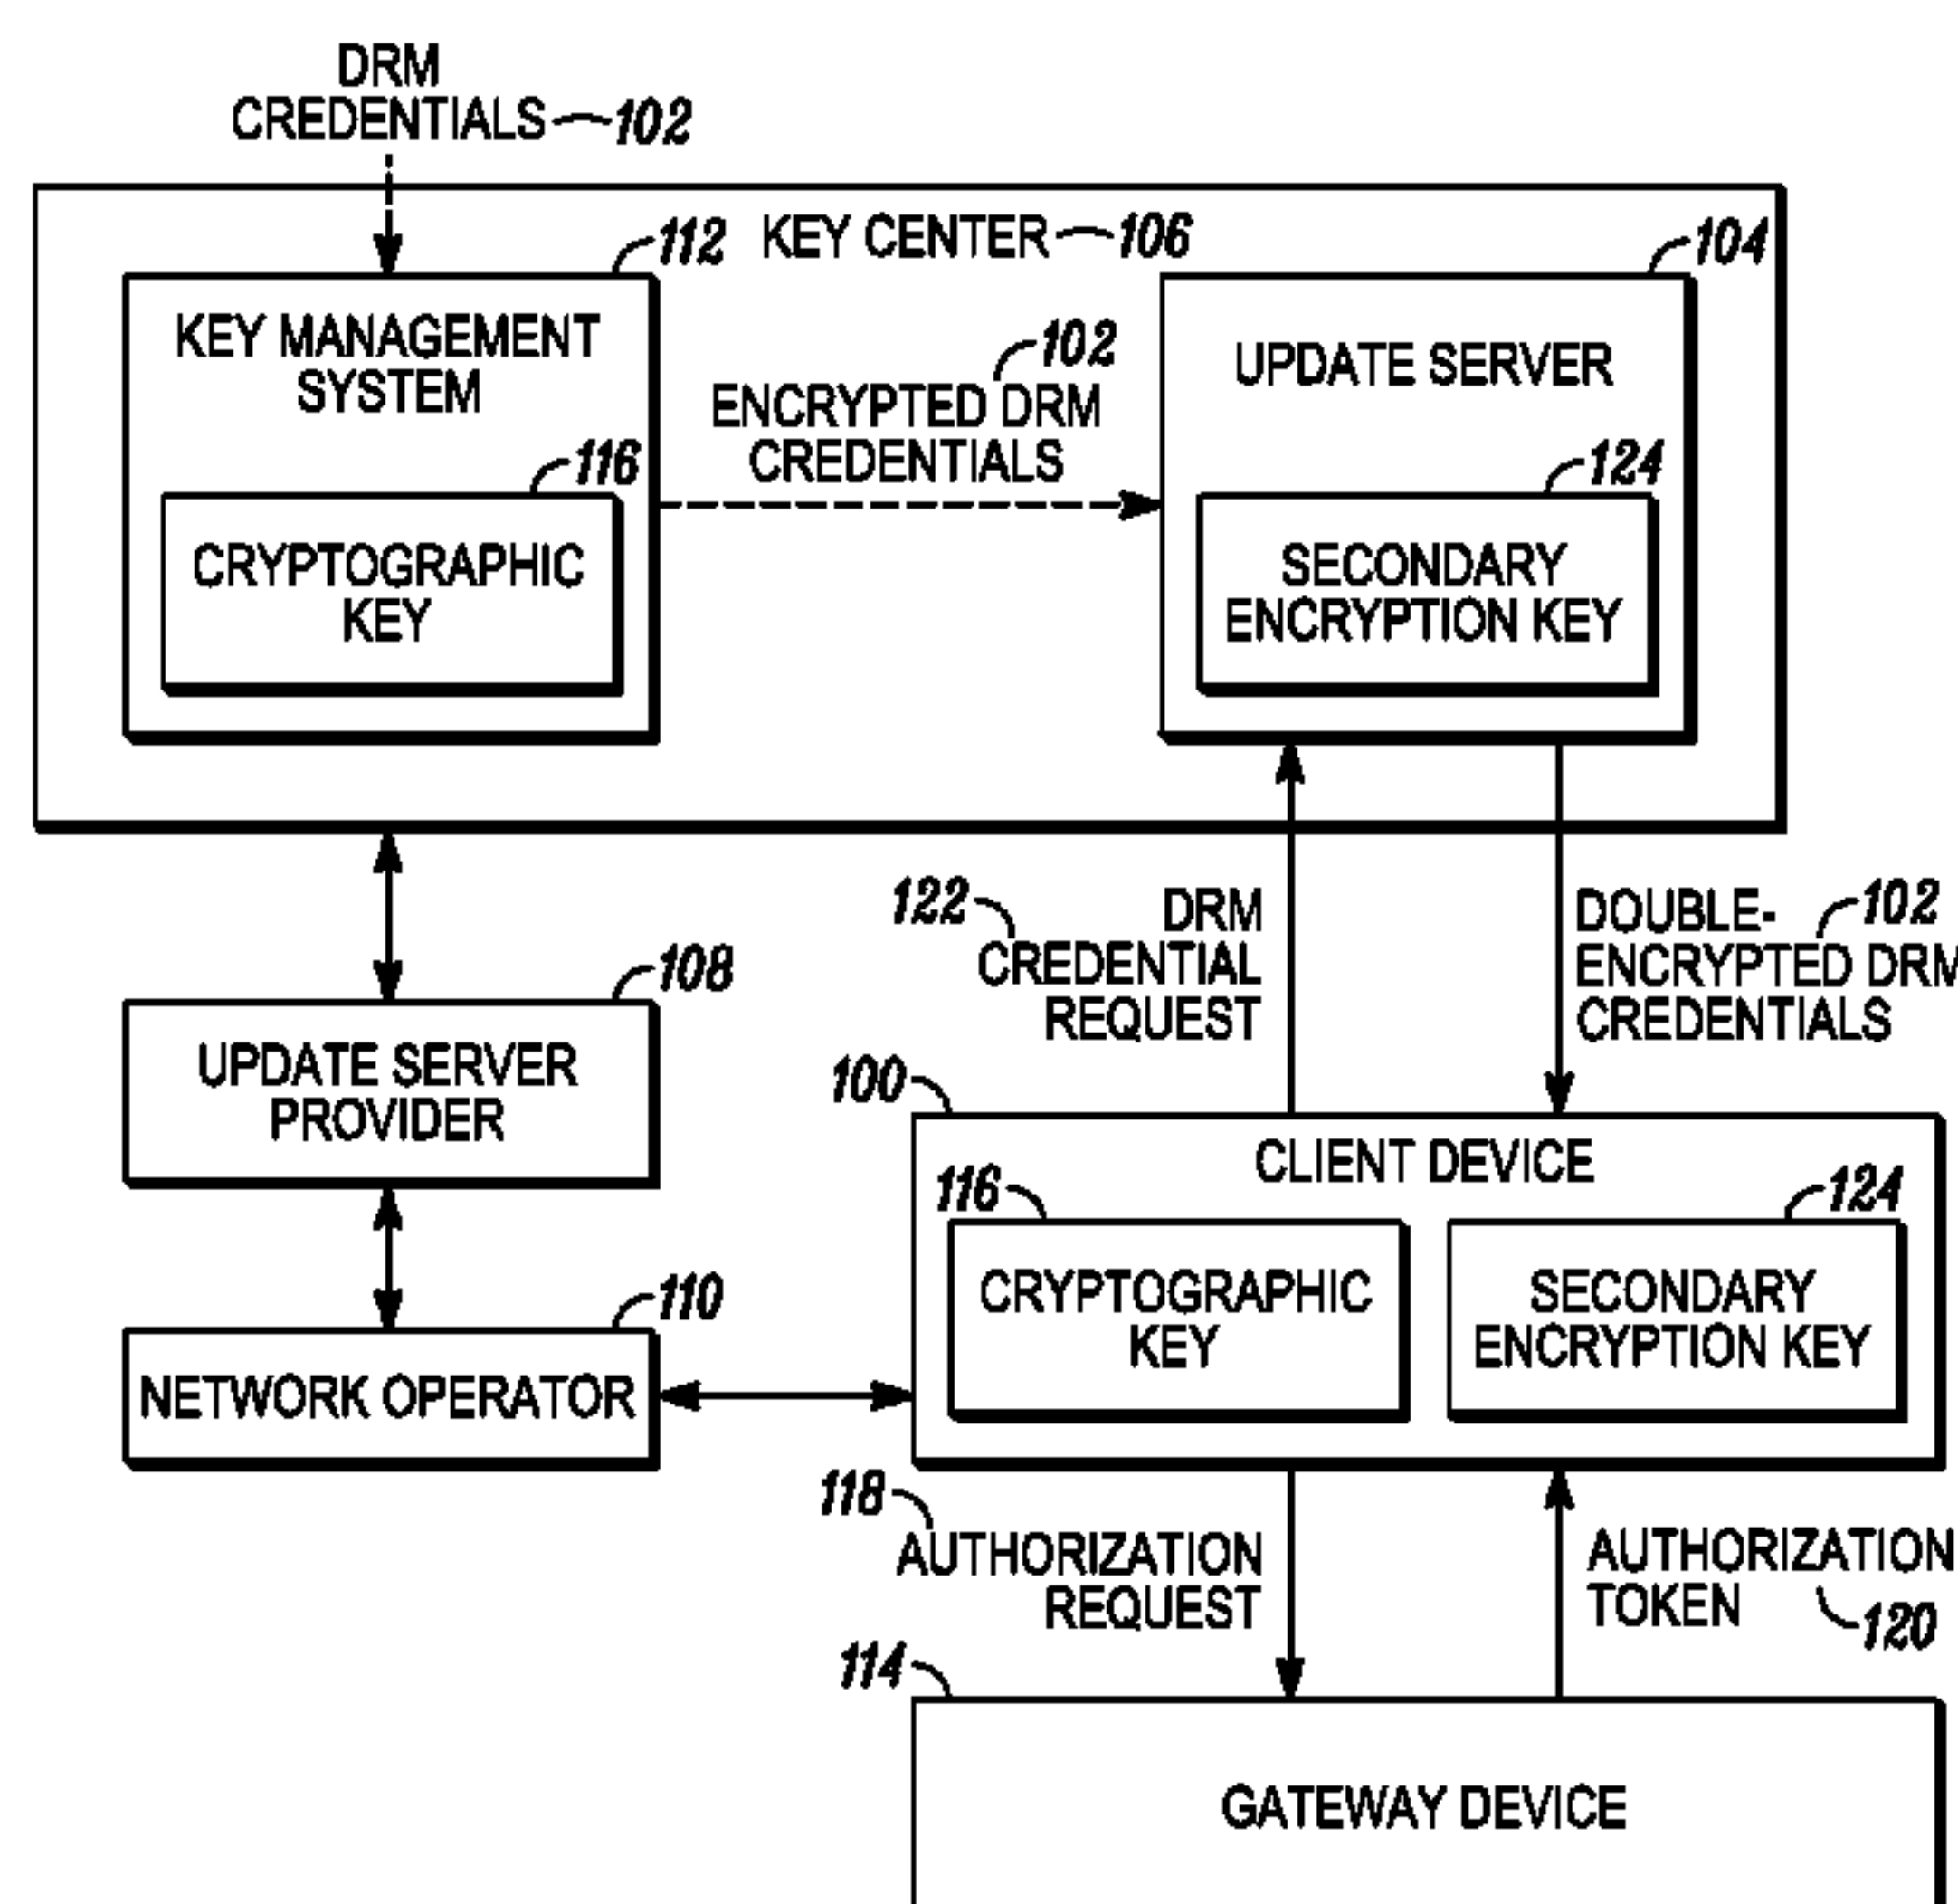 DRM
CREDENTIALS 102
112
KEY CENTER 106
104
KEY MANAGEMENT
SYSTEM
102
ENCRYPTED DRM
CREDENTIALS
UPDATE SERVER
116
CRYPTOGRAPHIC
KEY
124
SECONDARY
ENCRYPTION KEY
122
DRM
CREDENTIAL
REQUEST
DOUBLE- 102
ENCRYPTED DRM
CREDENTIALS
108
UPDATE SERVER
PROVIDER
100
CLIENT DEVICE
116
CRYPTOGRAPHIC
KEY
124
SECONDARY
ENCRYPTION KEY
110
NETWORK OPERATOR
118
AUTHORIZATION
REQUEST
AUTHORIZATION
TOKEN
120
114
GATEWAY DEVICE